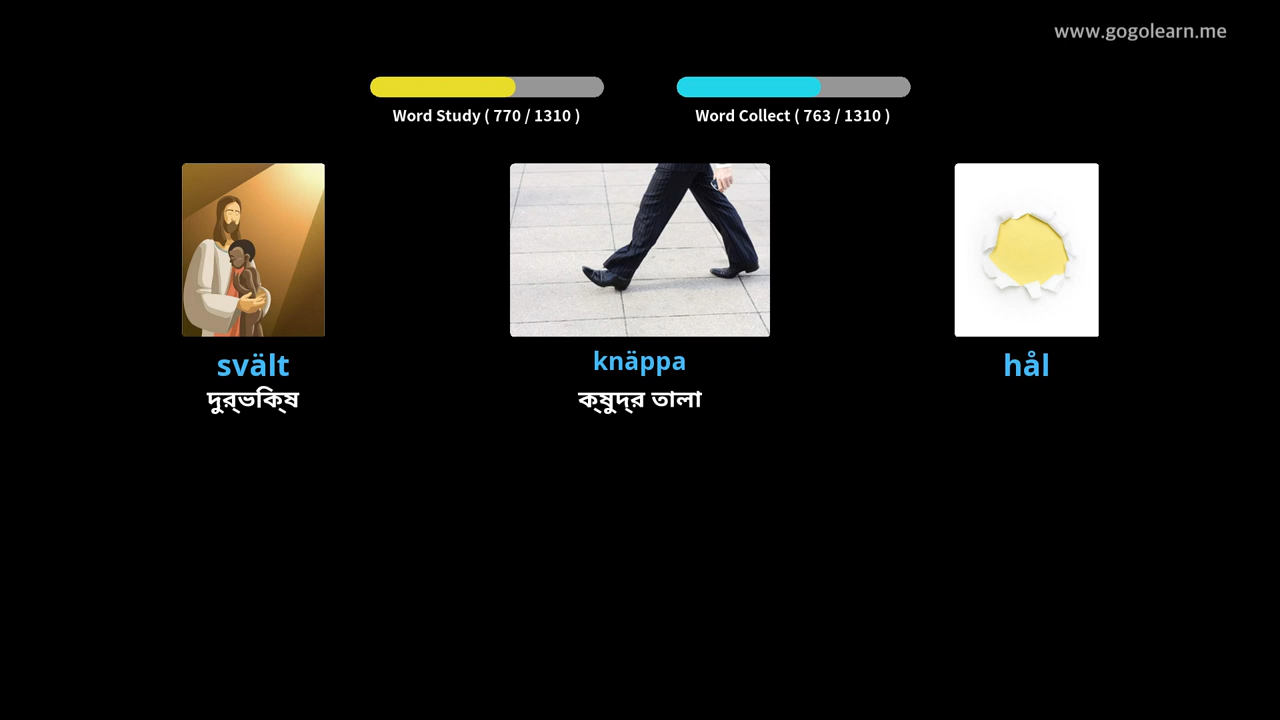 www.gogolearn.me
Word Study ( 770 / 1310 )
Word Collect ( 763 / 1310 )
svält
knäppa
hål
দুর্ভিক্ষ
ক্ষুদ্র তালা